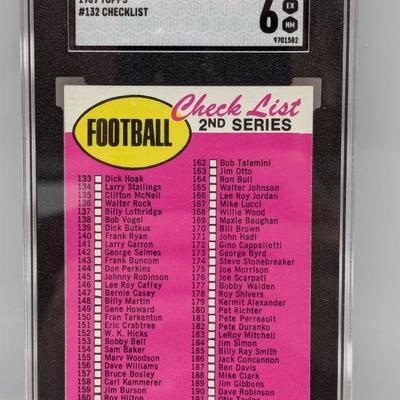 1969 TOPPS
#132 CHECKLIST
6
EX
NM
9701582
Check List
FOOTBALL
2ND SERIES
133 Dick Hoak
134 Larry Stallings
135 Clifton McNeil
136 Walter Rock
137 Billy Lothridge
138 Bob Vogel
139 Dick Butkus
140 Frank Ryan
141 Larry Garron
142 George Saimes
143 Frank Buncom
144 Don Perkins
145 Johnny Robinson
146 Lee Roy Caffey
147 Bernie Casey
148 Billy Martin
149 Gene Howard
150 Fran Tarkenton
151 Eric Crabtree
152 W. K. Hicks
153 Bobby Bell
154 Sam Baker
155 Marv Woodson
156 Dave Williams
157 Bruce Bosley
158 Carl Kammerer
159 Jim Burson
160 Roy Hilton
162 Bob Talamini
163 Jim Otto
164 Ron Bull
165 Walter Johnson
166 Lee Roy Jordan
167 Mike Lucci
168 Willie Wood
169 Maxie Baughan
170 Bill Brown
171 John Hadl
172 Gino Cappelletti
173 George Byrd
174 Steve Stonebreaker
175 Joe Morrison
176 Joe Scarpati
177 Bobby Walden
178 Roy Shivers
179 Kermit Alexander
180 Pat Richter
181 Pete Perreault
182 Pete Duranko
183 LeRoy Mitchell
184 Jim Simon
185 Billy Ray Smith
186 Jack Concannon
187 Ben Davis
188 Mike Clark
189 Jim Gibbons
190 Dave Robinson
191 Otis Taylor